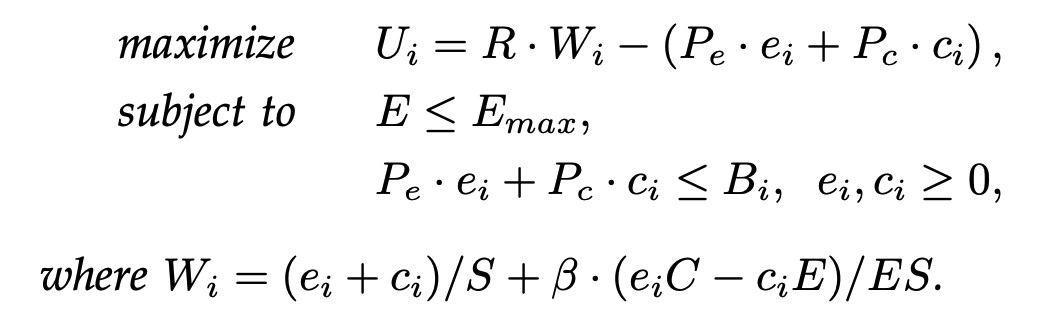 maximize U_i = R · W_i − (P_e · e_i + P_c · c_i) ,
subject to E ≤ E_max,
P_e · e_i + P_c · c_i ≤ B_i, e_i, c_i ≥ 0,
where W_i = (e_i + c_i)/S + β · (e_iC − c_iE)/ES.